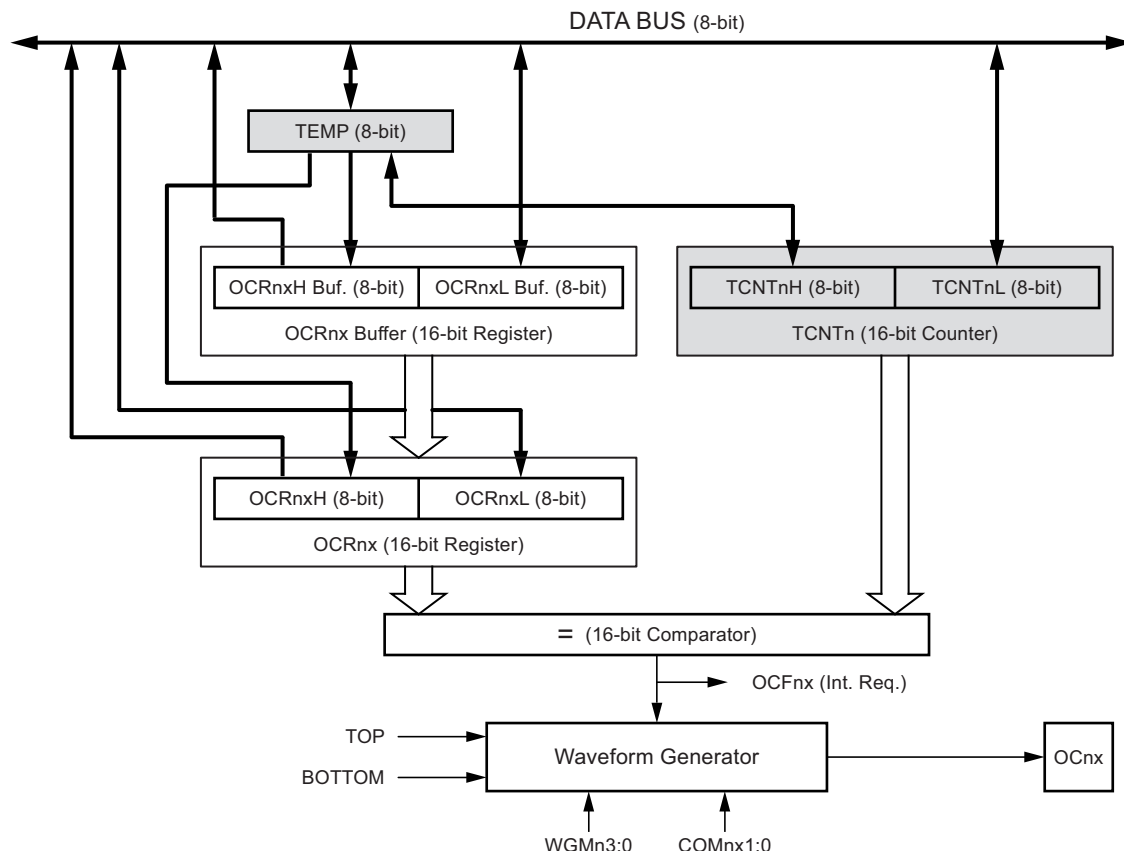 DATA BUS (8-bit)
TEMP (8-bit)
OCRnxH Buf. (8-bit)
OCRnxL Buf. (8-bit)
TCNTnH (8-bit)
TCNTnL (8-bit)
OCRnx Buffer (16-bit Register)
TCNTn (16-bit Counter)
OCRnxH (8-bit)
OCRnxL (8-bit)
OCRnx (16-bit Register)
= (16-bit Comparator)
OCFnx (Int. Req.)
TOP
BOTTOM
Waveform Generator
OCnx
WGMn3:0
COMnx1:0